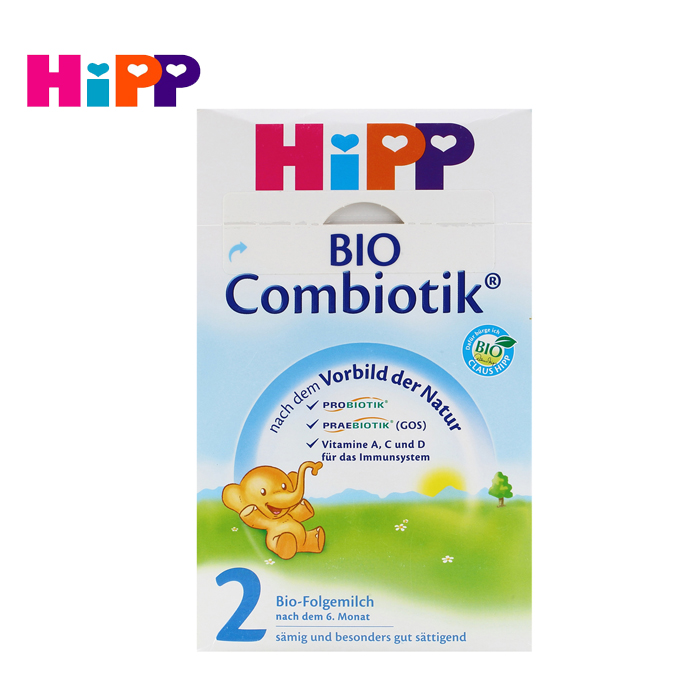 HiPP
HiPP
BIO
Combiotik®
Dafür bürge ich
BIO
CLAUS HIPP
nach dem Vorbild der Natur
PROBIOTIK®
PRAEBIOTIK® (GOS)
Vitamine A, C und D
für das Immunsystem
2
Bio-Folgemilch
nach dem 6. Monat
sämig und besonders gut sättigend